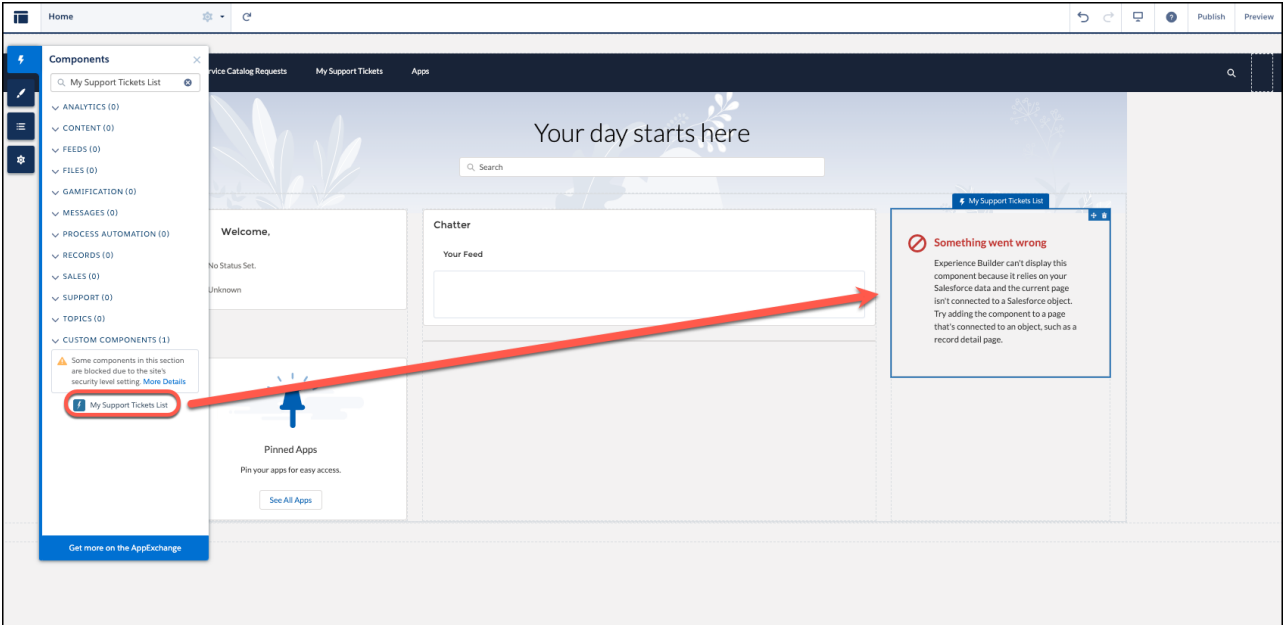 Home
Publish
Preview
Components
My Support Tickets List
ANALYTICS (0)
CONTENT (0)
FEEDS (0)
FILES (0)
GAMIFICATION (0)
MESSAGES (0)
PROCESS AUTOMATION (0)
RECORDS (0)
SALES (0)
SUPPORT (0)
TOPICS (0)
CUSTOM COMPONENTS (1)
Some components in this section
are blocked due to the site's
security level setting. More Details
My Support Tickets List
Get more on the AppExchange
rvice Catalog Requests
My Support Tickets
Apps
Your day starts here
Search
Welcome,
No Status Set.
Unknown
Pinned Apps
Pin your apps for easy access.
See All Apps
Chatter
Your Feed
My Support Tickets List
Something went wrong
Experience Builder can't display this
component because it relies on your
Salesforce data and the current page
isn't connected to a Salesforce object.
Try adding the component to a page
that's connected to an object, such as a
record detail page.